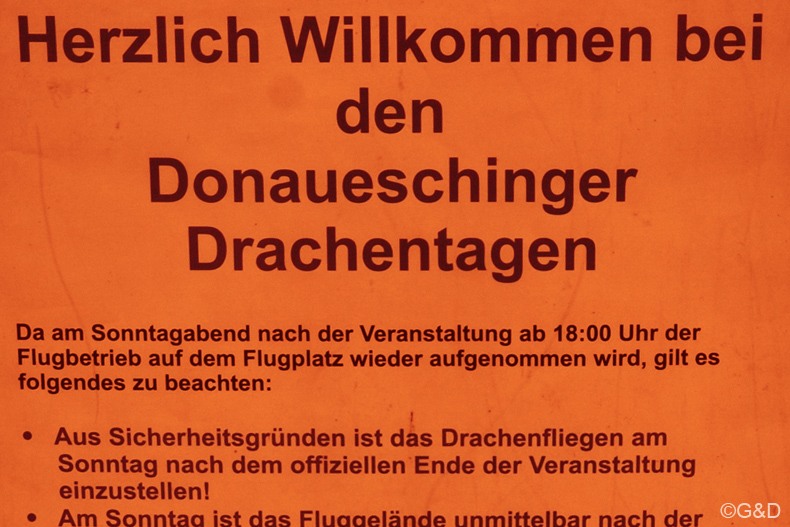 Herzlich Willkommen bei
den
Donaueschinger
Drachentagen
Da am Sonntagabend nach der Veranstaltung ab 18:00 Uhr der
Flugbetrieb auf dem Flugplatz wieder aufgenommen wird, gilt es
folgendes zu beachten:
• Aus Sicherheitsgründen ist das Drachenfliegen am
Sonntag nach dem offiziellen Ende der Veranstaltung
einzustellen!
• Am Sonntag ist das Fluggelände unmittelbar nach der
©G&D